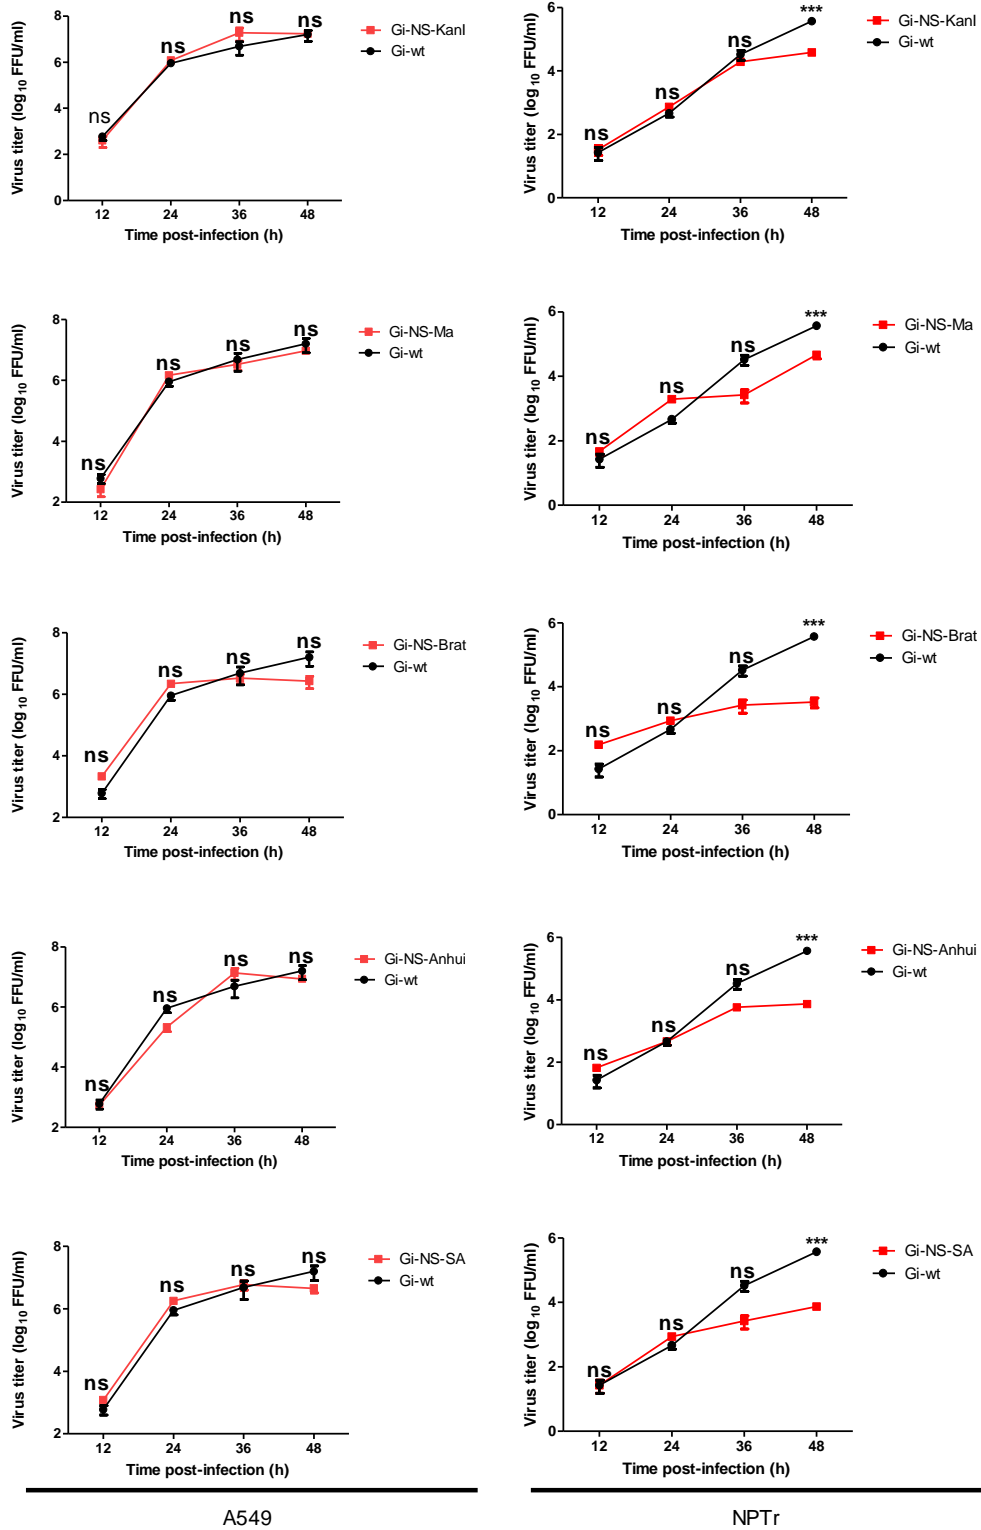 8
6
4
2
0
12
24
36
48
ns
ns
ns
ns
Virus titer (log10 FFU/ml)
Time post-infection (h)
Gi-NS-Kanl
Gi-wt
6
4
2
0
12
24
36
48
ns
ns
ns
***
Virus titer (log10 FFU/ml)
Time post-infection (h)
Gi-NS-Kanl
Gi-wt
8
6
4
2
12
24
36
48
ns
ns
ns
ns
Virus titer (log10 FFU/ml)
Time post-infection (h)
Gi-NS-Ma
Gi-wt
6
4
2
0
12
24
36
48
ns
ns
ns
***
Virus titer (log10 FFU/ml)
Time post-infection (h)
Gi-NS-Ma
Gi-wt
8
6
4
2
12
24
36
48
ns
ns
ns
ns
Virus titer (log10 FFU/ml)
Time post-infection (h)
Gi-NS-Brat
Gi-wt
6
4
2
0
12
24
36
48
ns
ns
ns
***
Virus titer (log10 FFU/ml)
Time post-infection (h)
Gi-NS-Brat
Gi-wt
8
6
4
2
12
24
36
48
ns
ns
ns
ns
Virus titer (log10 FFU/ml)
Time post-infection (h)
Gi-NS-Anhui
Gi-wt
6
4
2
0
12
24
36
48
ns
ns
ns
***
Virus titer (log10 FFU/ml)
Time post-infection (h)
Gi-NS-Anhui
Gi-wt
8
6
4
2
12
24
36
48
ns
ns
ns
ns
Virus titer (log10 FFU/ml)
Time post-infection (h)
Gi-NS-SA
Gi-wt
6
4
2
0
12
24
36
48
ns
ns
ns
***
Virus titer (log10 FFU/ml)
Time post-infection (h)
Gi-NS-SA
Gi-wt
A549
NPTr